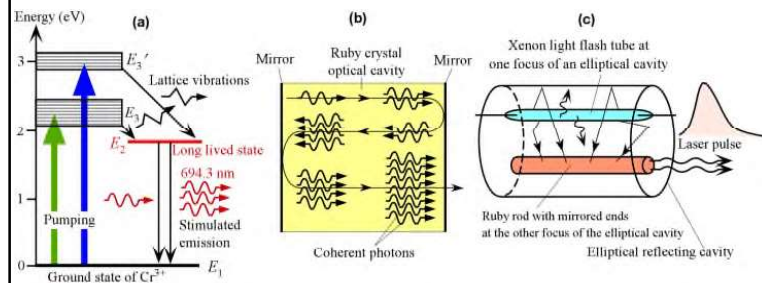 (a)
Energy (eV)
E3′
3
Lattice vibrations
E3
2
E2
Long lived state
694.3 nm
1
Stimulated
emission
Pumping
0
E1
Ground state of Cr3+
(b)
Mirror
Ruby crystal
optical cavity
Mirror
Coherent photons
(c)
Xenon light flash tube at
one focus of an elliptical cavity
Laser pulse
Ruby rod with mirrored ends
at the other focus of the elliptical cavity
Elliptical reflecting cavity